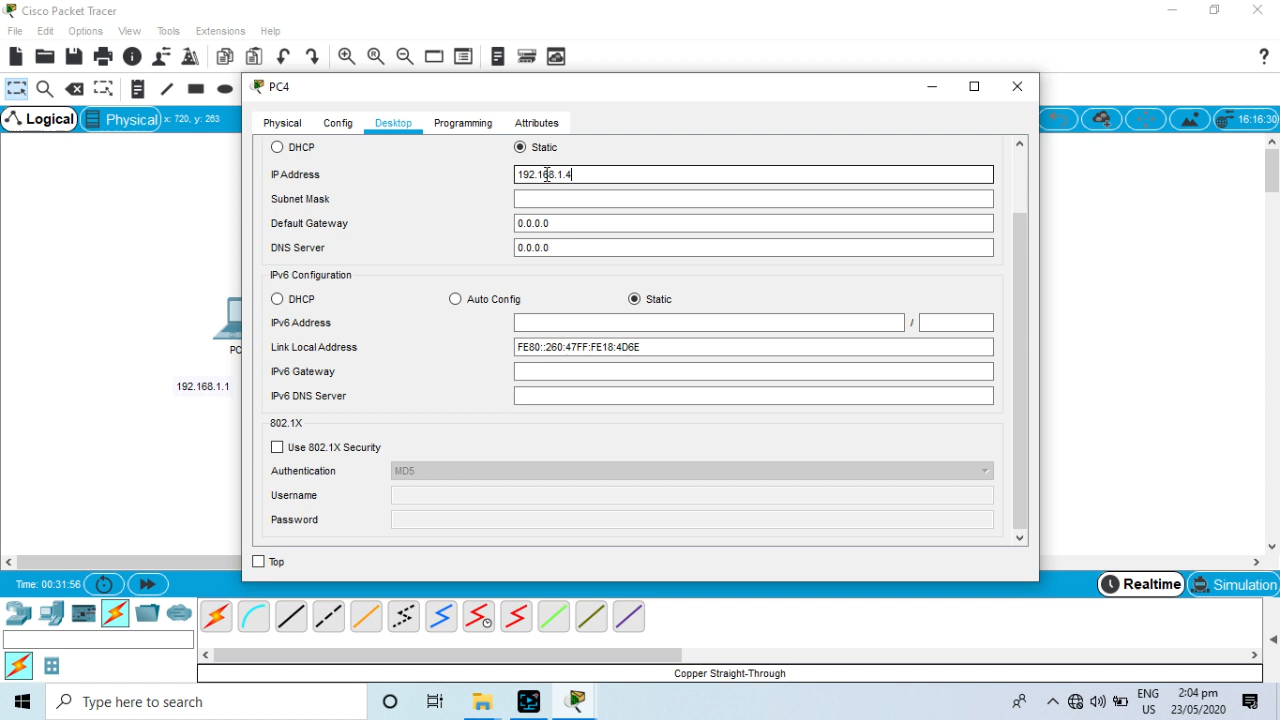 Cisco Packet Tracer
File Edit Options View Tools Extensions Help
?
PC4
Logical
Physical
x: 720, y: 263
16:16:30
Physical Config Desktop Programming Attributes
DHCP Static
IP Address 192.168.1.4
Subnet Mask
Default Gateway 0.0.0.0
DNS Server 0.0.0.0
IPv6 Configuration
DHCP Auto Config Static
IPv6 Address /
Link Local Address FE80::260:47FF:FE18:4D6E
IPv6 Gateway
IPv6 DNS Server
802.1X
Use 802.1X Security
Authentication MD5
Username
Password
Top
PC
192.168.1.1
Time: 00:31:56
Realtime Simulation
Copper Straight-Through
Type here to search
ENG
US
2:04 pm
23/05/2020